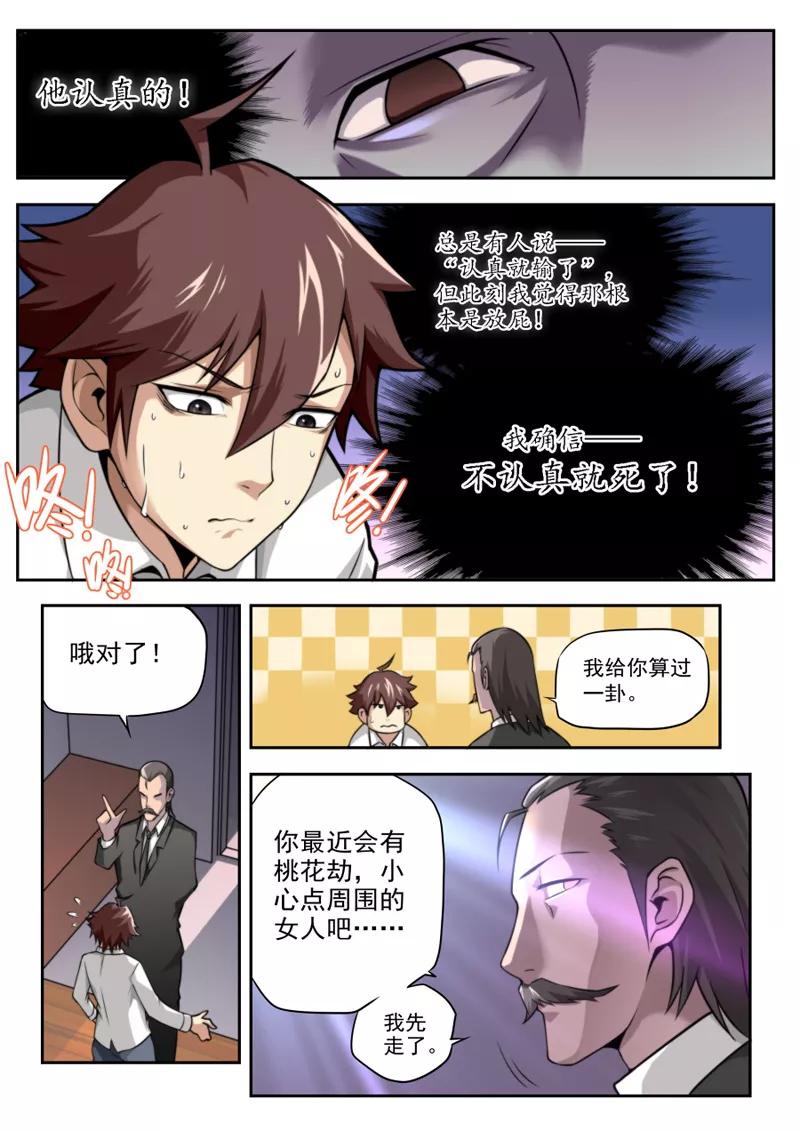 他认真的！
总是有人说——
“认真就输了”，
但此刻我觉得那根
本是放屁！
我确信——
不认真就死了！
咚！
咚！
咚！
哦对了！
我给你算过
一卦。
你最近会有
桃花劫，小
心点周围的
女人吧……
我先
走了。